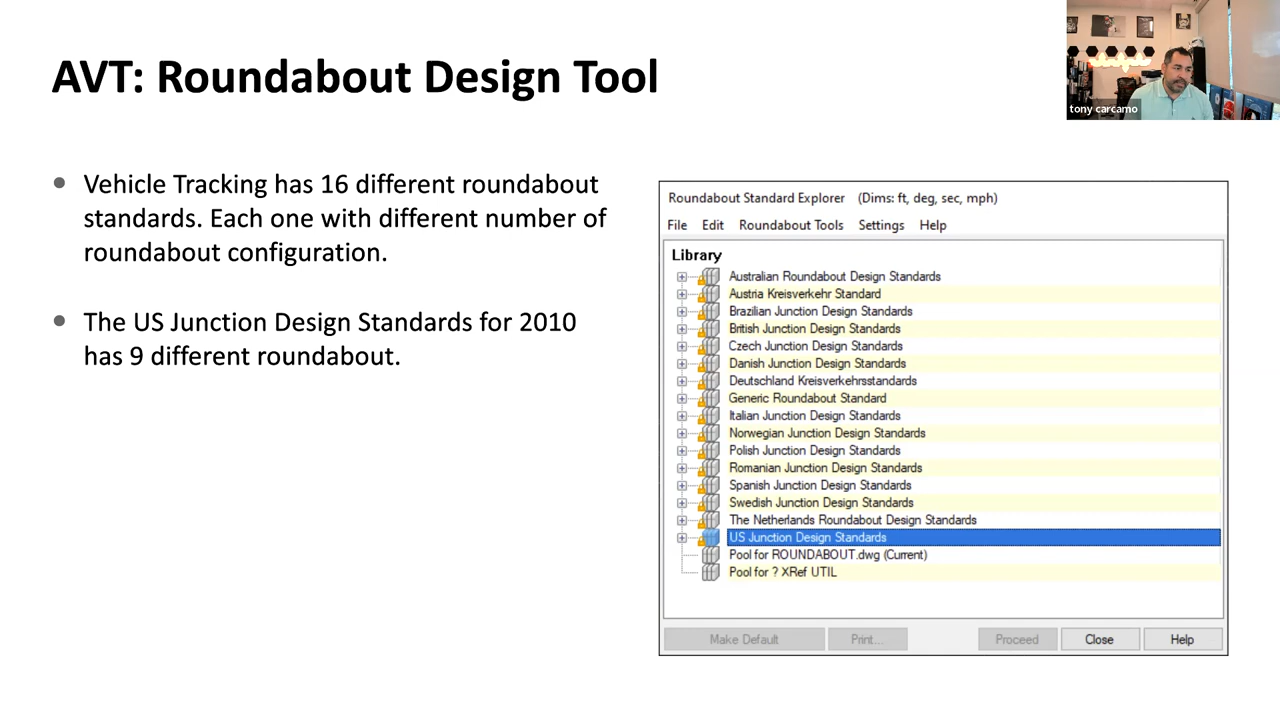 AVT: Roundabout Design Tool
tony carcamo
Vehicle Tracking has 16 different roundabout
standards. Each one with different number of
roundabout configuration.
The US Junction Design Standards for 2010
has 9 different roundabout.
Roundabout Standard Explorer (Dims: ft, deg, sec, mph)
File Edit Roundabout Tools Settings Help
Library
Australian Roundabout Design Standards
Austria Kreisverkehr Standard
Brazilian Junction Design Standards
British Junction Design Standards
Czech Junction Design Standards
Danish Junction Design Standards
Deutschland Kreisverkehrsstandards
Generic Roundabout Standard
Italian Junction Design Standards
Norwegian Junction Design Standards
Polish Junction Design Standards
Romanian Junction Design Standards
Spanish Junction Design Standards
Swedish Junction Design Standards
The Netherlands Roundabout Design Standards
US Junction Design Standards
Pool for ROUNDABOUT.dwg (Current)
Pool for ? XRef UTIL
Make Default Print... Proceed Close Help